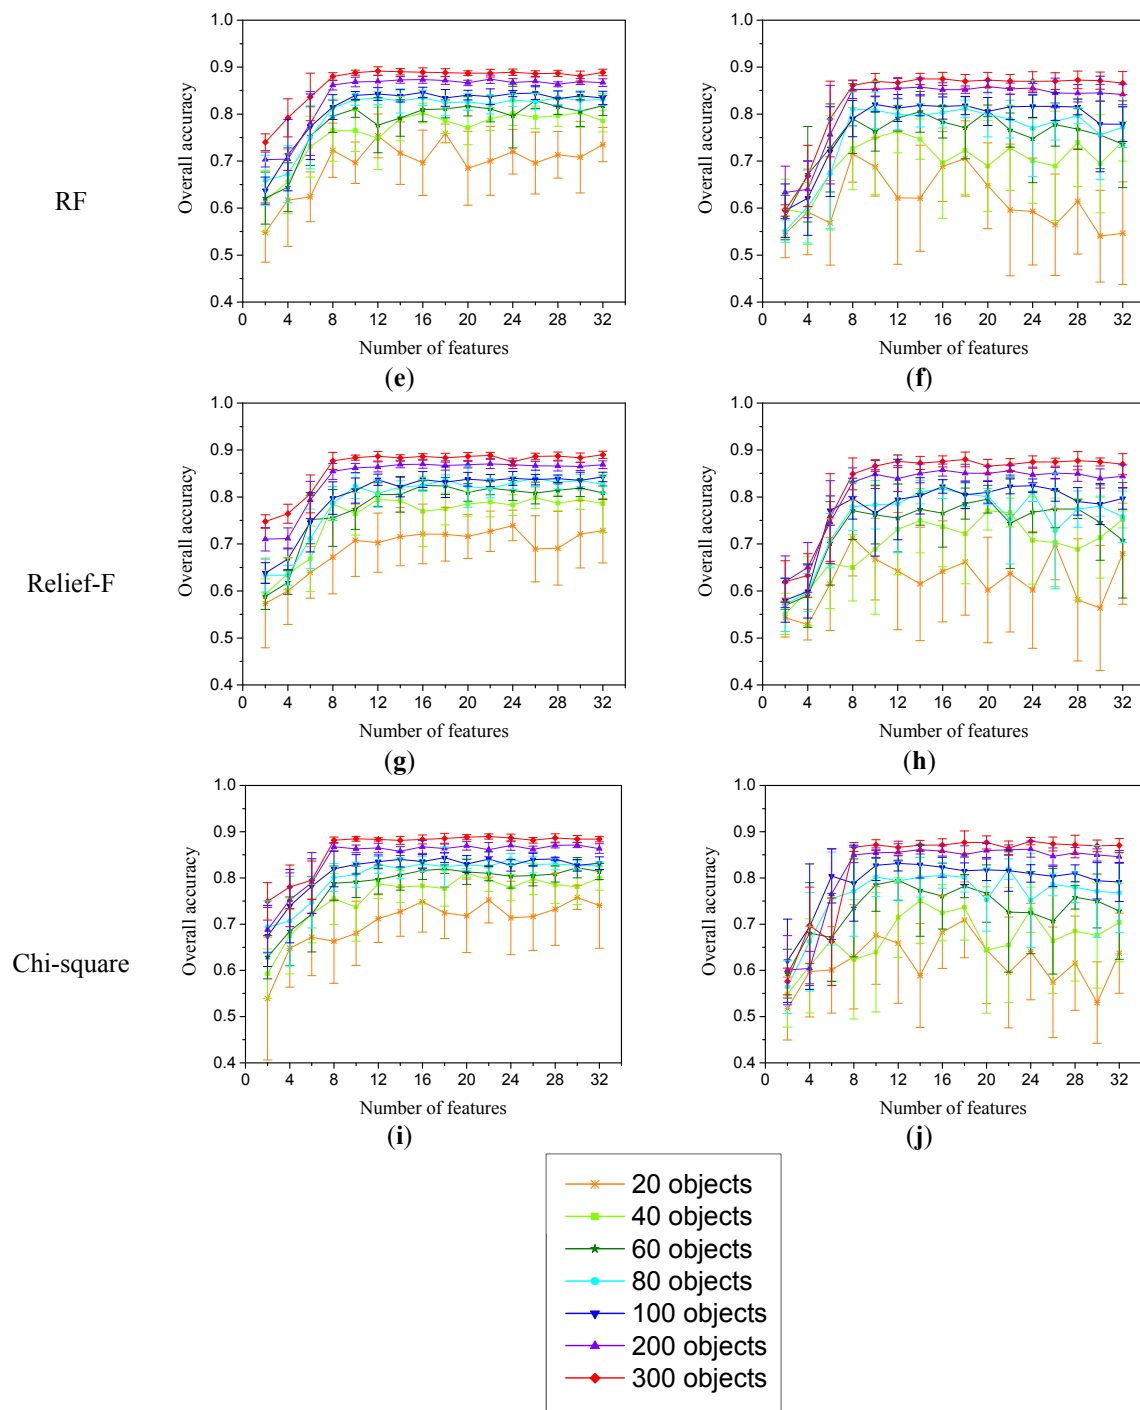 RF
Overall accuracy
1.0
0.9
0.8
0.7
0.6
0.5
0.4
0 4 8 12 16 20 24 28 32
Number of features
(e)
Overall accuracy
1.0
0.9
0.8
0.7
0.6
0.5
0.4
0 4 8 12 16 20 24 28 32
Number of features
(f)
Relief-F
Overall accuracy
1.0
0.9
0.8
0.7
0.6
0.5
0.4
0 4 8 12 16 20 24 28 32
Number of features
(g)
Overall accuracy
1.0
0.9
0.8
0.7
0.6
0.5
0.4
0 4 8 12 16 20 24 28 32
Number of features
(h)
Chi-square
Overall accuracy
1.0
0.9
0.8
0.7
0.6
0.5
0.4
0 4 8 12 16 20 24 28 32
Number of features
(i)
Overall accuracy
1.0
0.9
0.8
0.7
0.6
0.5
0.4
0 4 8 12 16 20 24 28 32
Number of features
(j)
20 objects
40 objects
60 objects
80 objects
100 objects
200 objects
300 objects